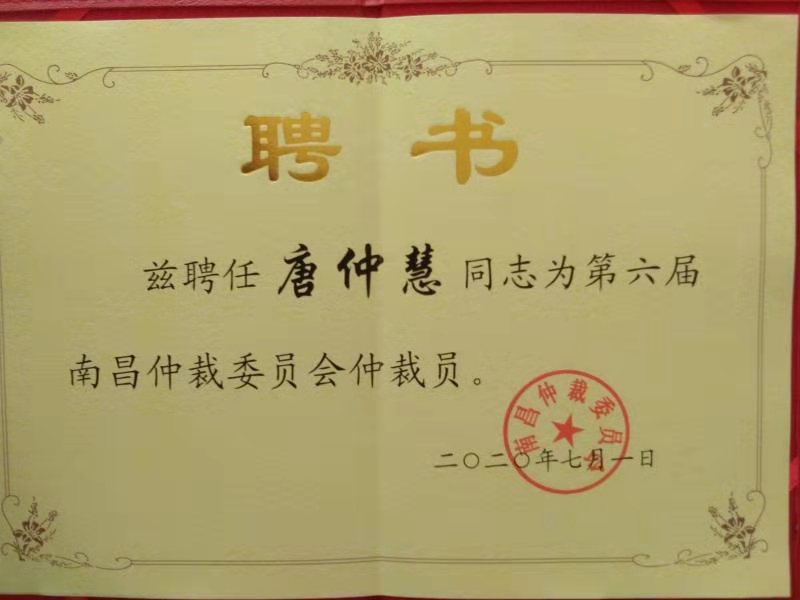 聘书
兹聘任 唐仲慧 同志为第六届
南昌仲裁委员会仲裁员。
南昌仲裁委员会
二〇二〇年七月一日